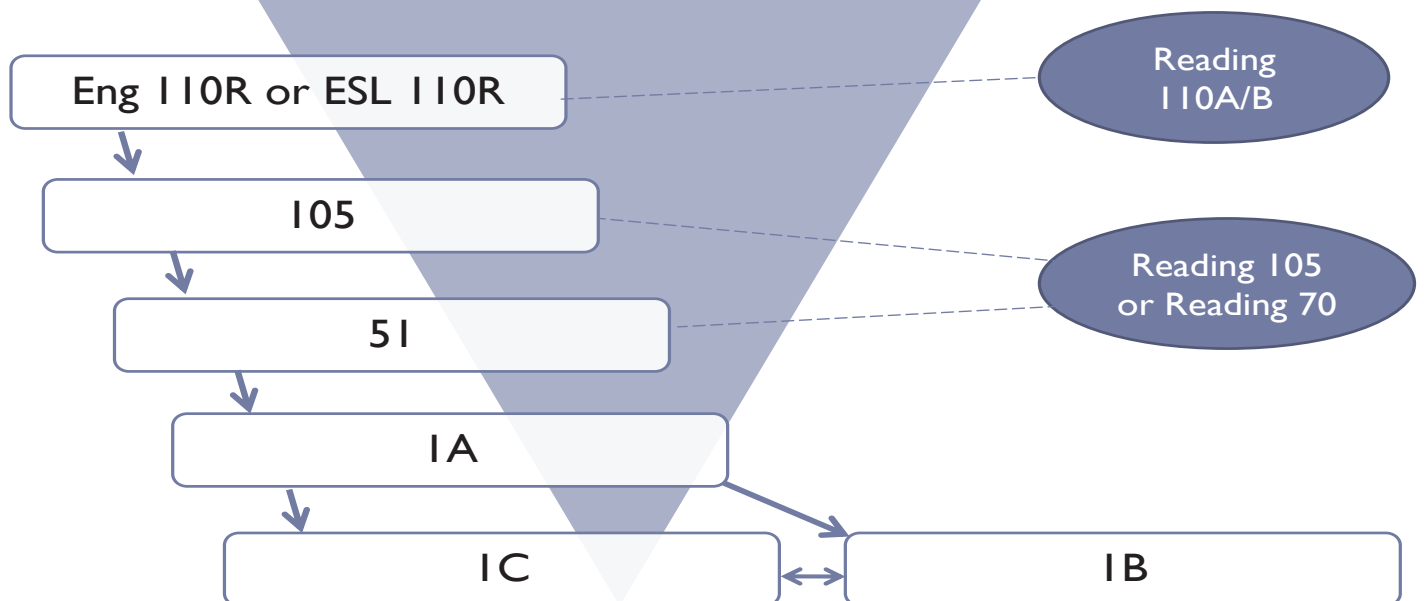 Eng 110R or ESL 110R
Reading
110A/B
105
Reading 105
or Reading 70
51
1A
1C
1B